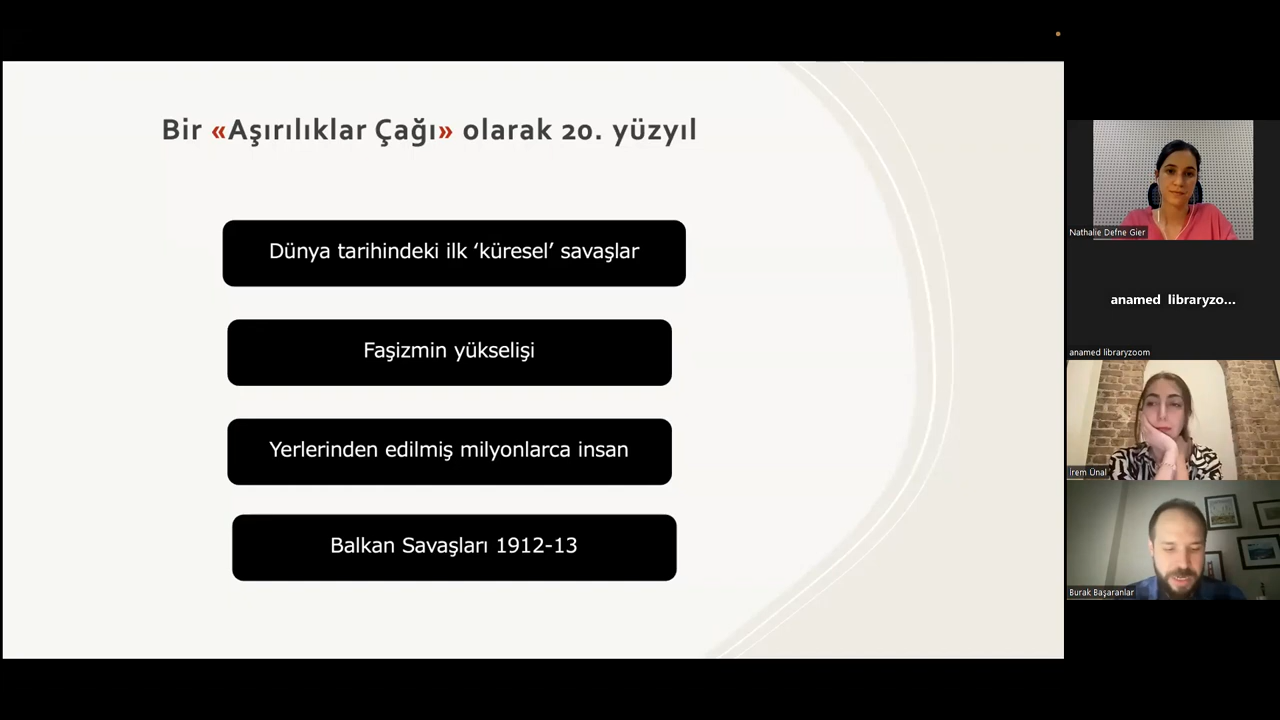 Bir «Aşırılıklar Çağı» olarak 20. yüzyıl
Dünya tarihindeki ilk ‘küresel’ savaşlar
Faşizmin yükselişi
Yerlerinden edilmiş milyonlarca insan
Balkan Savaşları 1912-13
Nathalie Defne Gier
anamed libraryzo...
anamed libraryzoom
Irem Ünal
Burak Başaranlar